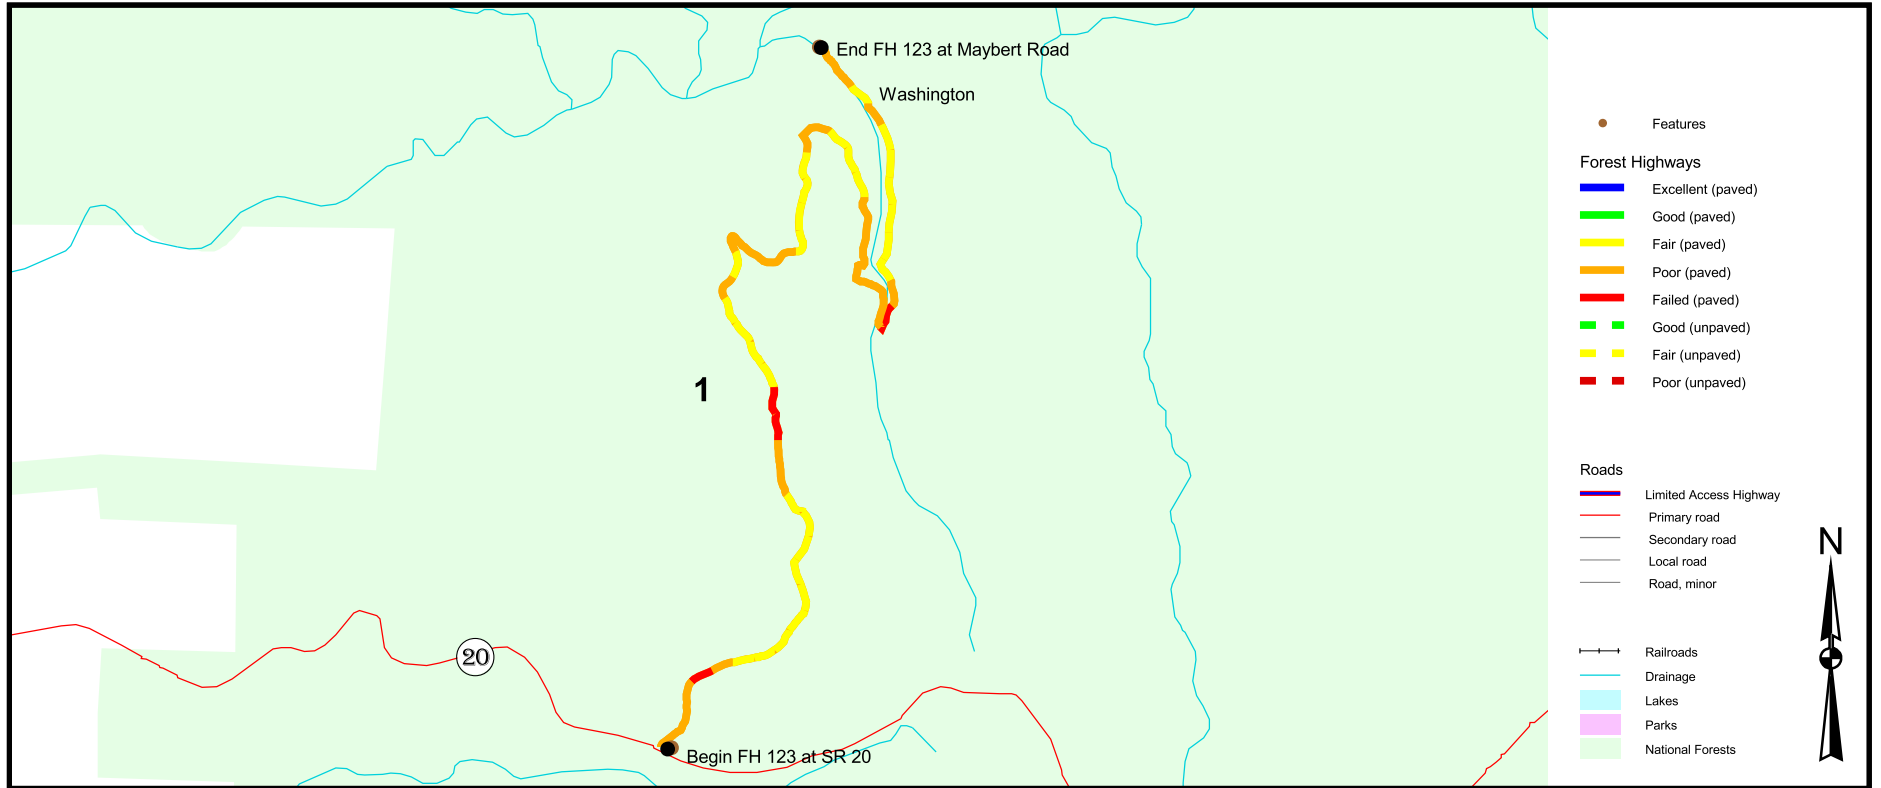 End FH 123 at Maybert Road
Washington
1
20
Begin FH 123 at SR 20
Features
Forest Highways
Excellent (paved)
Good (paved)
Fair (paved)
Poor (paved)
Failed (paved)
Good (unpaved)
Fair (unpaved)
Poor (unpaved)
Roads
Limited Access Highway
Primary road
Secondary road
Local road
Road, minor
Railroads
Drainage
Lakes
Parks
National Forests
N